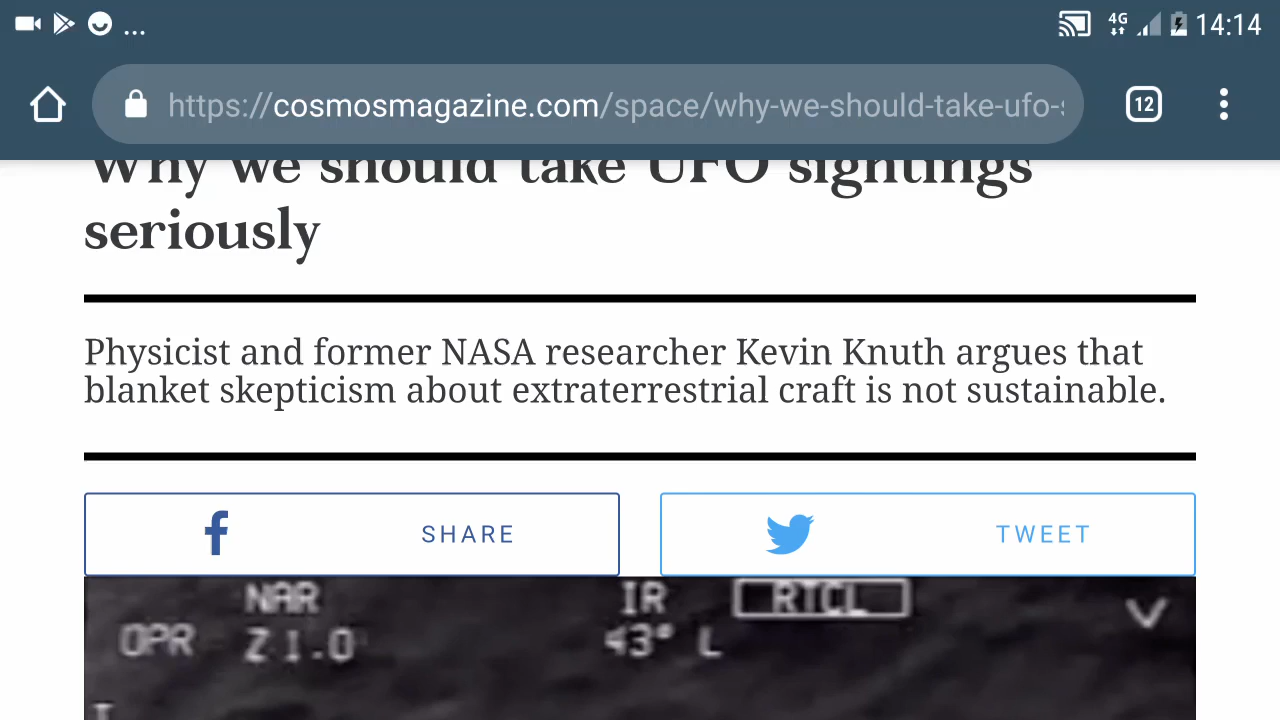 ... 4G 14:14
https://cosmosmagazine.com/space/why-we-should-take-ufo- 12
Why we should take UFO sightings
seriously
Physicist and former NASA researcher Kevin Knuth argues that
blanket skepticism about extraterrestrial craft is not sustainable.
f SHARE TWEET
NAR IR RTCL
OPR Z 1.0 43° L